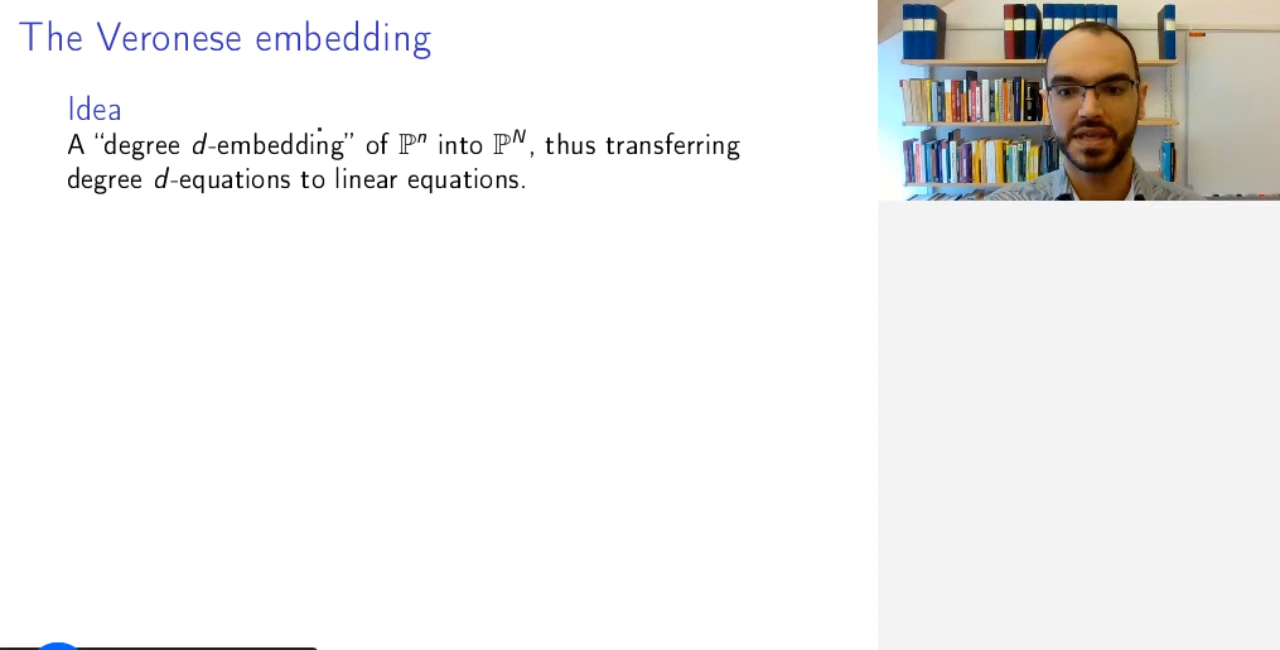 The Veronese embedding
Idea
A “degree d-embedding” of ℙⁿ into ℙᴺ, thus transferring
degree d-equations to linear equations.